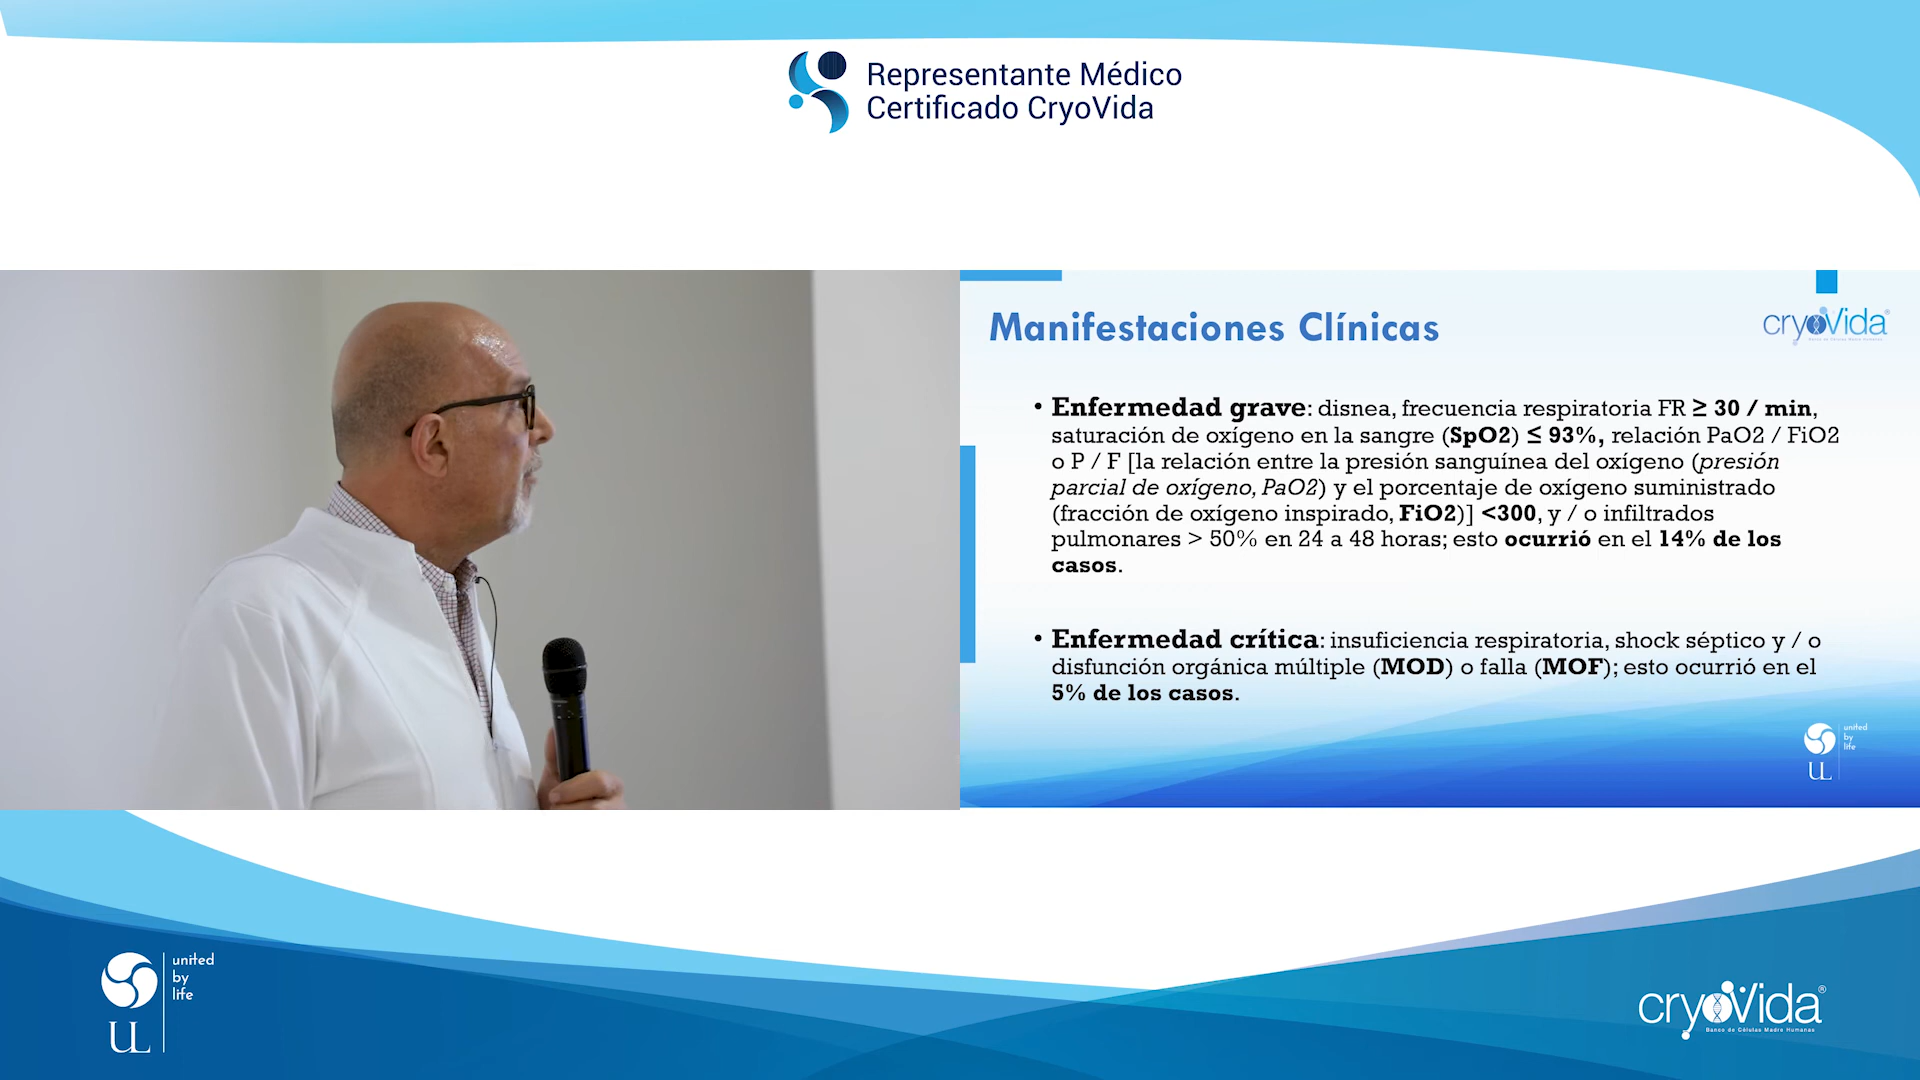 Representante Médico
Certificado CryoVida
Manifestaciones Clínicas
cryoVida®
• Enfermedad grave: disnea, frecuencia respiratoria FR ≥ 30 / min,
saturación de oxígeno en la sangre (SpO2) ≤ 93%, relación PaO2 / FiO2
o P / F [la relación entre la presión sanguínea del oxígeno (presión
parcial de oxígeno, PaO2) y el porcentaje de oxígeno suministrado
(fracción de oxígeno inspirado, FiO2)] <300, y / o infiltrados
pulmonares > 50% en 24 a 48 horas; esto ocurrió en el 14% de los
casos.
• Enfermedad crítica: insuficiencia respiratoria, shock séptico y / o
disfunción orgánica múltiple (MOD) o falla (MOF); esto ocurrió en el
5% de los casos.
united
by
life
UL
united
by
life
UL
cryoVida®
Banco de Células Madre Humanas